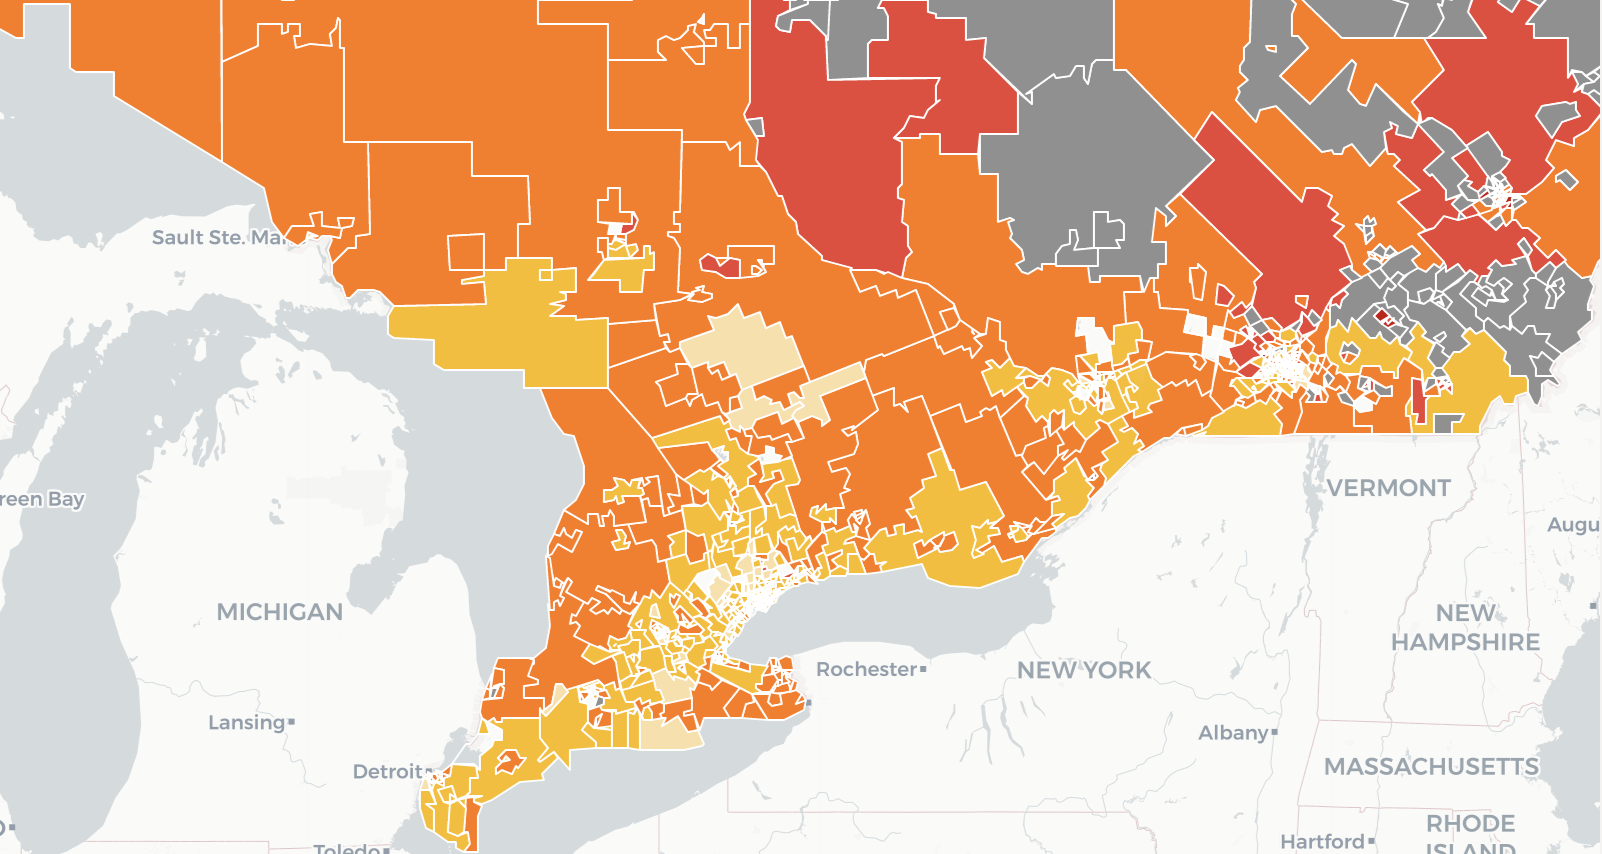 Sault Ste. Mar
reen Bay
VERMONT
Augu
MICHIGAN
NEW
HAMPSHIRE
Rochester
NEW YORK
Lansing
Albany
Detroit
MASSACHUSETTS
RHODE
ISLAND
Hartford
Toledo